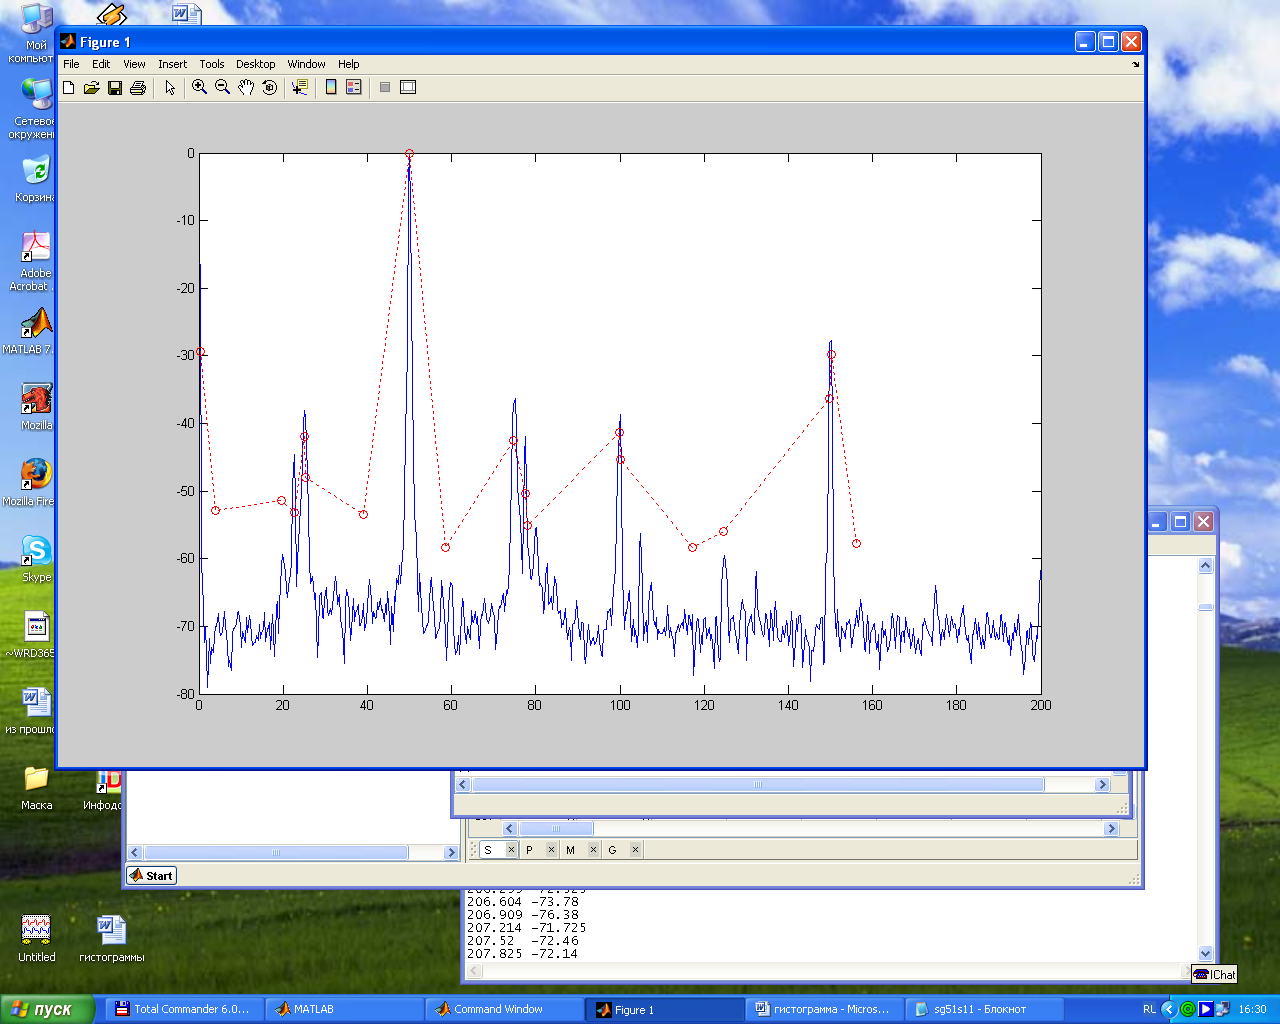 Figure 1
File Edit View Insert Tools Desktop Window Help
Мой
Сетевое
Корзина
Adobe
Acrobat
MATLAB 7.
Mozilla
Mozilla Fire
Skype
~WRD365
из прошло
Маска
Инфодо
Untitled
гистограммы
0
-10
-20
-30
-40
-50
-60
-70
-80
0 20 40 60 80 100 120 140 160 180 200
S P M G
Start
206.604 -73.78
206.909 -76.38
207.214 -71.725
207.52 -72.46
207.825 -72.14
IChat
пуск
Total Commander 6.0...
MATLAB
Command Window
Figure 1
гистограмма - Micros...
sg51s11 - Блокнот
RL
16:30